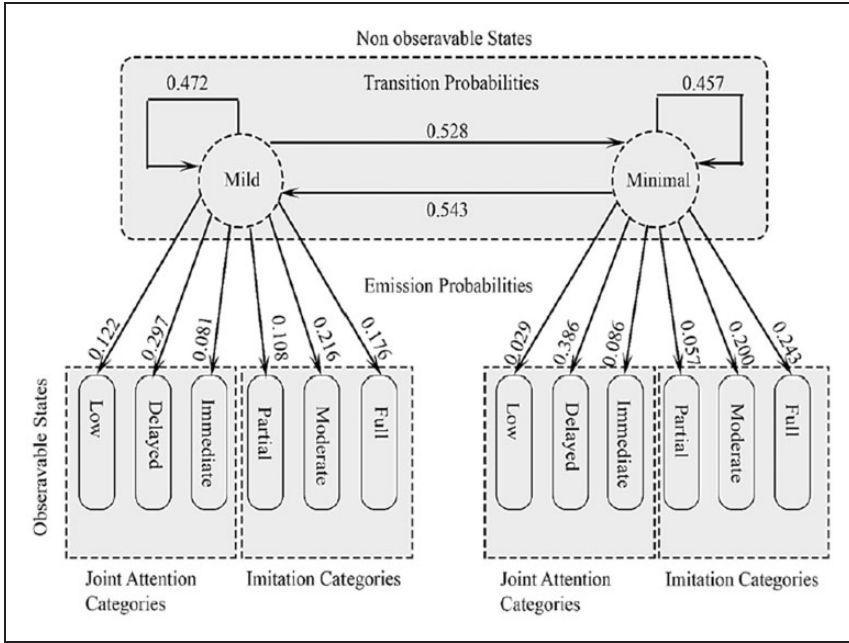 Non obseravable States
Transition Probabilities
0.472
0.457
0.528
Mild
Minimal
0.543
Emission Probabilities
0.122
0.297
0.081
0.108
0.216
0.176
0.029
0.386
0.086
0.057
0.200
0.243
Obseravable States
Low
Delayed
Immediate
Partial
Moderate
Full
Low
Delayed
Immediate
Partial
Moderate
Full
Joint Attention
Categories
Imitation Categories
Joint Attention
Categories
Imitation Categories